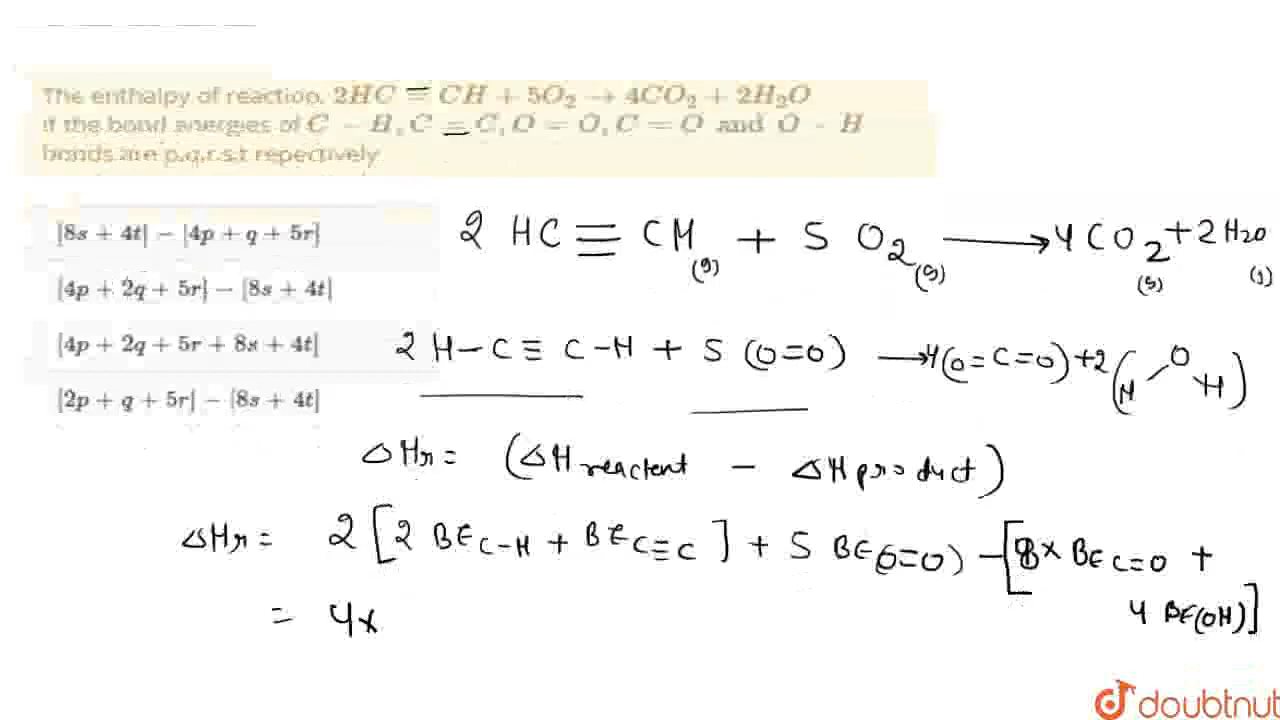 The enthalpy of reaction, 2HC ≡ CH + 5O₂ → 4CO₂ + 2H₂O
If the bond energies of C − H, C ≡ C, O = O, C = O and O − H
bonds are p,q,r,s,t repectively
[8s + 4t] − [4p + q + 5r]
[4p + 2q + 5r] − [8s + 4t]
[4p + 2q + 5r + 8s + 4t]
[2p + q + 5r] − [8s + 4t]
2 HC ≡ CH (g) + 5 O₂ (g) → 4 CO₂ (g) + 2 H₂O (l)
2 H−C ≡ C−H + 5 (O=O) → 4(O=C=O) + 2 (H O H)
ΔHr = (ΔH reactent − ΔH product)
ΔHr = 2 [2 BE C−H + BE C≡C] + 5 BE (O=O) − [8 × BE C=O +
4 BE(OH)]
= 4×
doubtnut